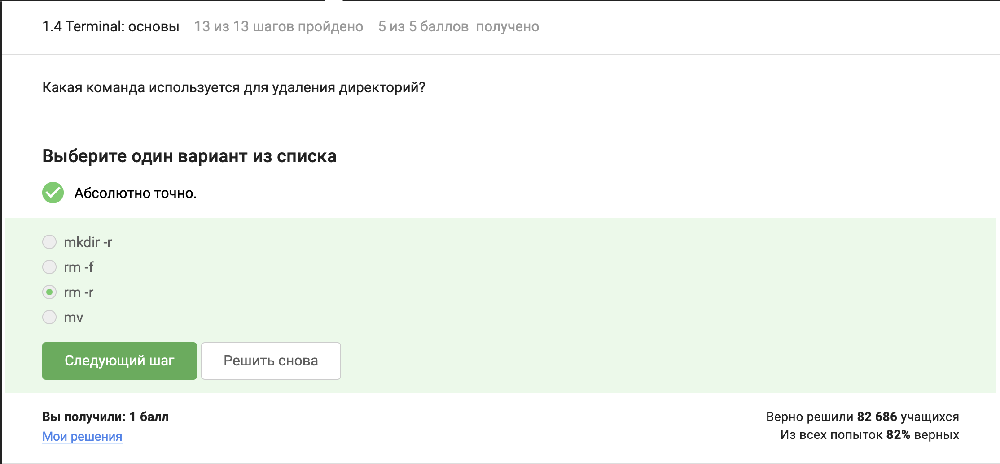 1.4 Terminal: основы 13 из 13 шагов пройдено 5 из 5 баллов получено
Какая команда используется для удаления директорий?
Выберите один вариант из списка
Абсолютно точно.
mkdir -r
rm -f
rm -r
mv
Следующий шаг Решить снова
Вы получили: 1 балл
Мои решения
Верно решили 82 686 учащихся
Из всех попыток 82% верных